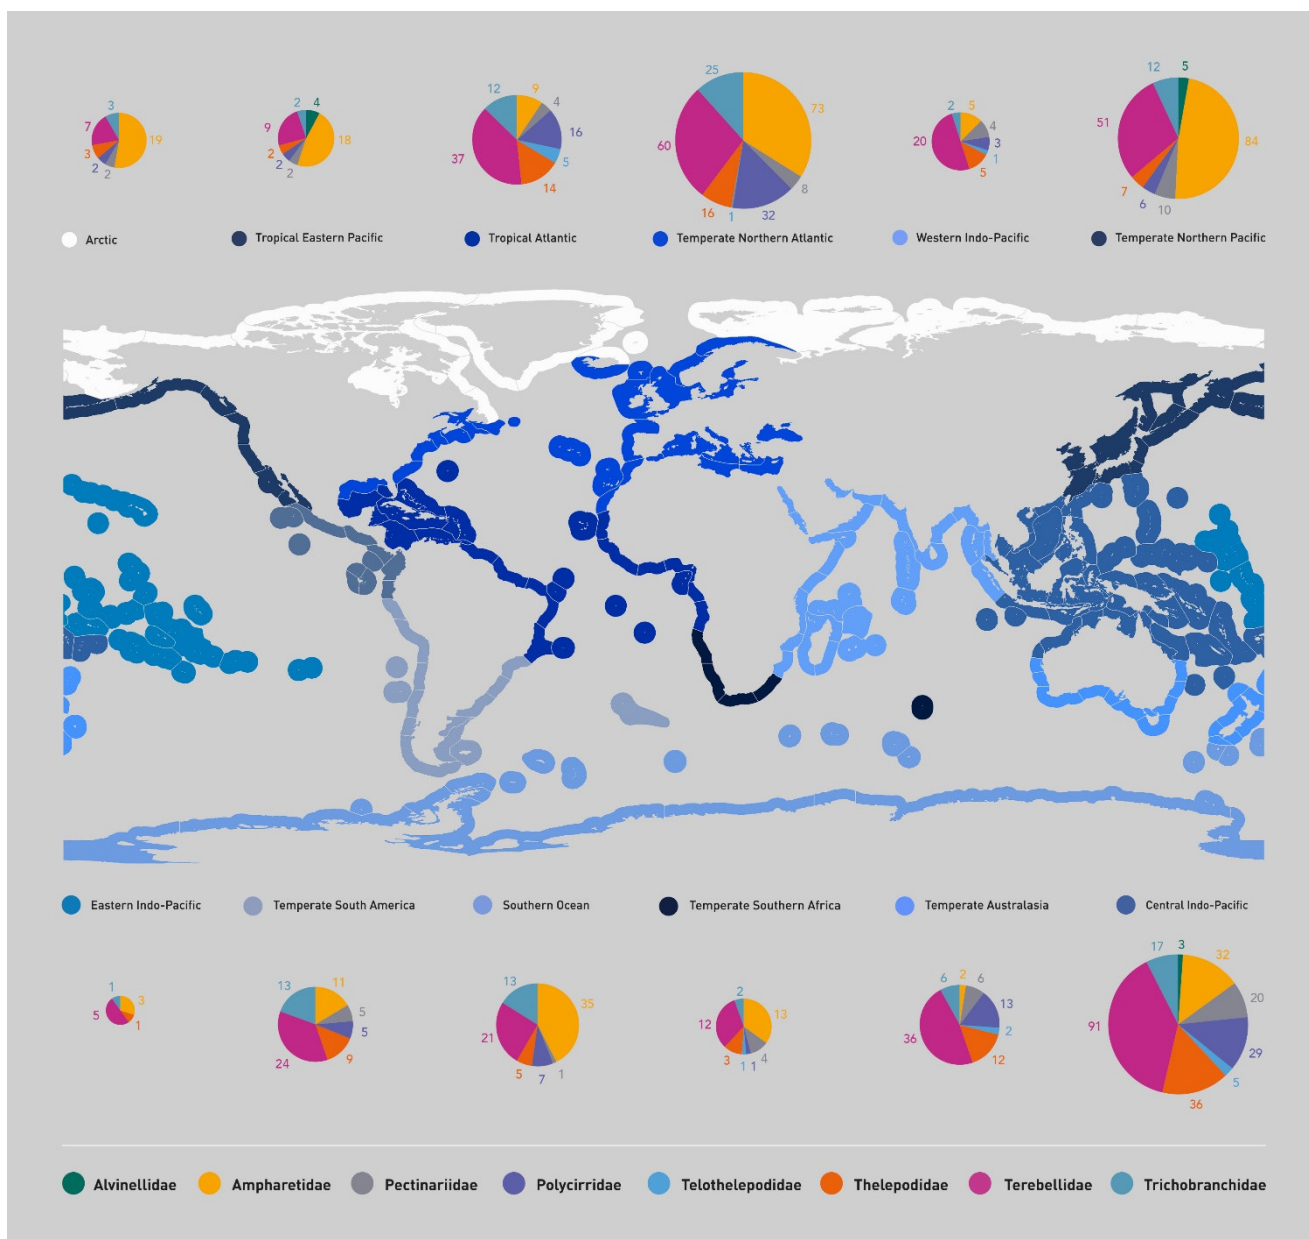 3 7 19 3 2 2
2 4 9 18 2 2 2
12 9 4 16 37 5 14
25 73 60 8 16 1 32
2 5 4 20 3 1 5
12 5 51 84 7 6 10
Arctic Tropical Eastern Pacific Tropical Atlantic Temperate Northern Atlantic Western Indo-Pacific Temperate Northern Pacific
Eastern Indo-Pacific Temperate South America Southern Ocean Temperate Southern Africa Temperate Australasia Central Indo-Pacific
1 3 5 1
13 11 5 5 24 9
13 35 21 5 7 1
2 13 12 3 1 1 4
6 2 6 13 2 36 12
17 3 32 20 91 29 5 36
Alvinellidae Ampharetidae Pectinariidae Polycirridae Telothelepodidae Thelepodidae Terebellidae Trichobranchidae